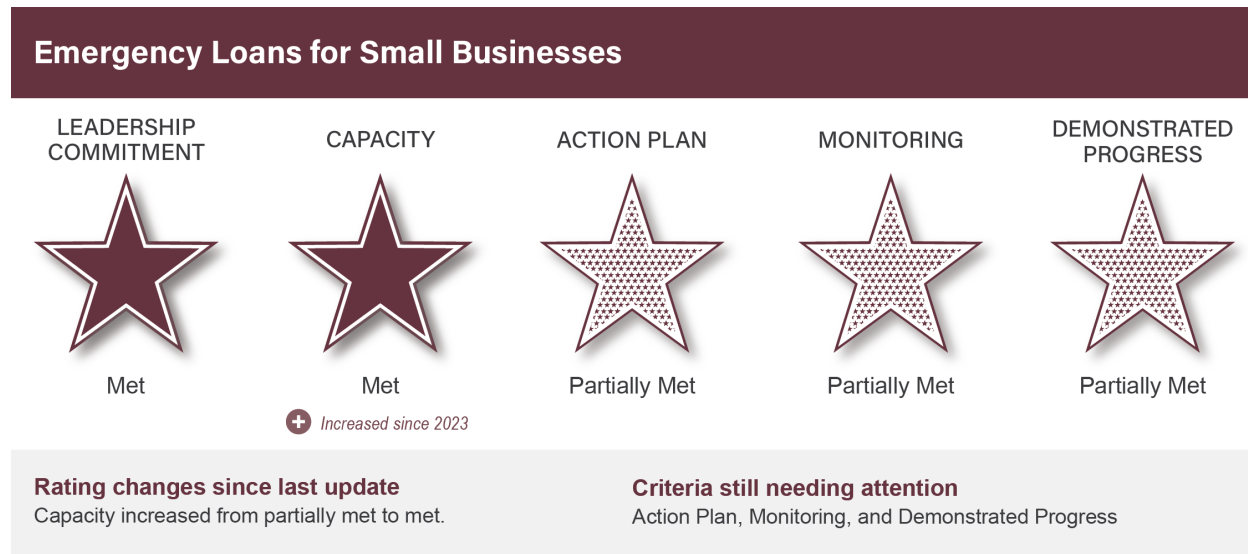 Emergency Loans for Small Businesses
LEADERSHIP
COMMITMENT
CAPACITY
ACTION PLAN
MONITORING
DEMONSTRATED
PROGRESS
Met
Met
Partially Met
Partially Met
Partially Met
Increased since 2023
Rating changes since last update
Capacity increased from partially met to met.
Criteria still needing attention
Action Plan, Monitoring, and Demonstrated Progress